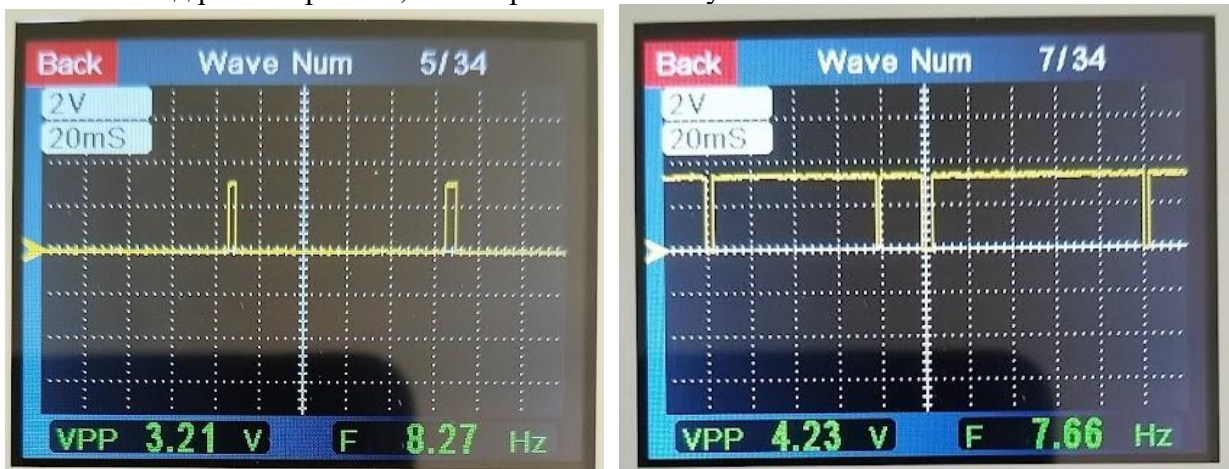 Back Wave Num 5/34
2V
20mS
VPP 3.21 V F 8.27 Hz
Back Wave Num 7/34
2V
20mS
VPP 4.23 V F 7.66 Hz